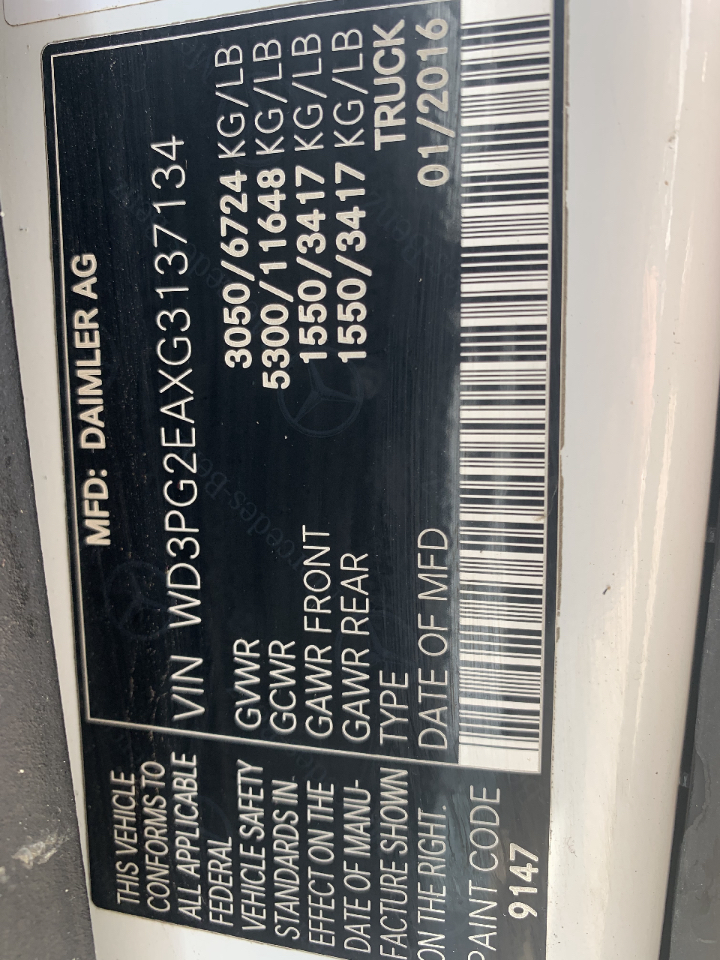 MFD: DAIMLER AG
VIN WD3PG2EAXG3137134
GVWR 3050/6724 KG/LB
GCWR 5300/11648 KG/LB
GAWR FRONT 1550/3417 KG/LB
GAWR REAR 1550/3417 KG/LB
TYPE TRUCK
DATE OF MFD 01/2016
THIS VEHICLE
CONFORMS TO
ALL APPLICABLE
FEDERAL
VEHICLE SAFETY
STANDARDS IN
EFFECT ON THE
DATE OF MANU-
FACTURE SHOWN
ON THE RIGHT.
PAINT CODE
9147